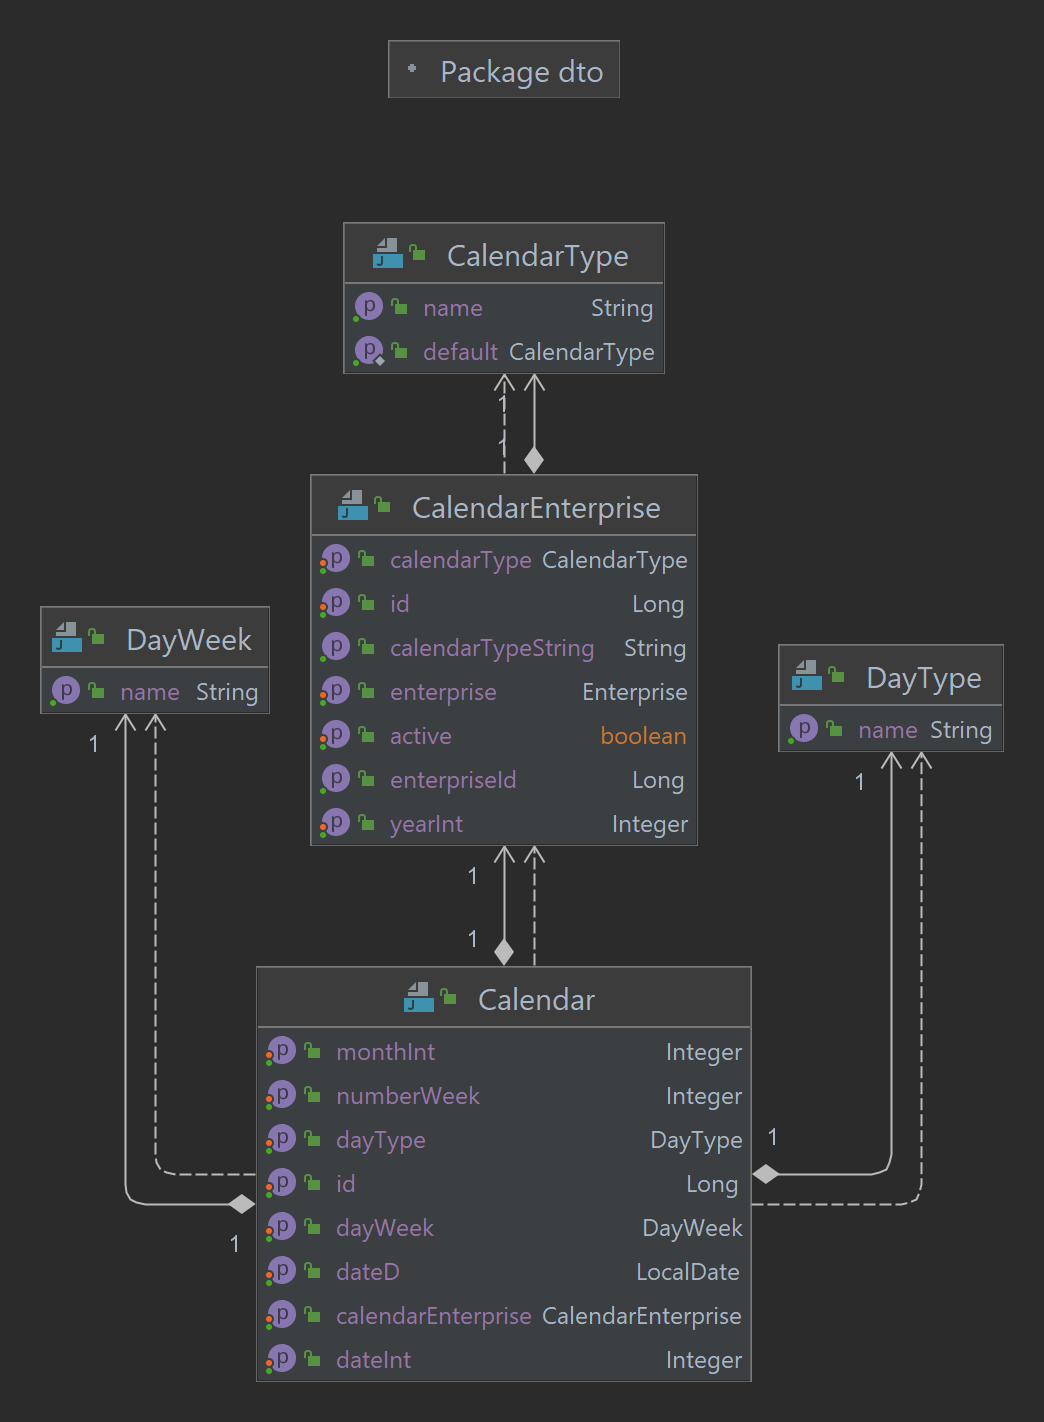 Package dto
CalendarType
name String
default CalendarType
1
1
CalendarEnterprise
calendarType CalendarType
id Long
calendarTypeString String
enterprise Enterprise
active boolean
enterpriseId Long
yearInt Integer
DayWeek
name String
1
DayType
name String
1
1
1
Calendar
monthInt Integer
numberWeek Integer
dayType DayType
id Long
dayWeek DayWeek
dateD LocalDate
calendarEnterprise CalendarEnterprise
dateInt Integer
1
1